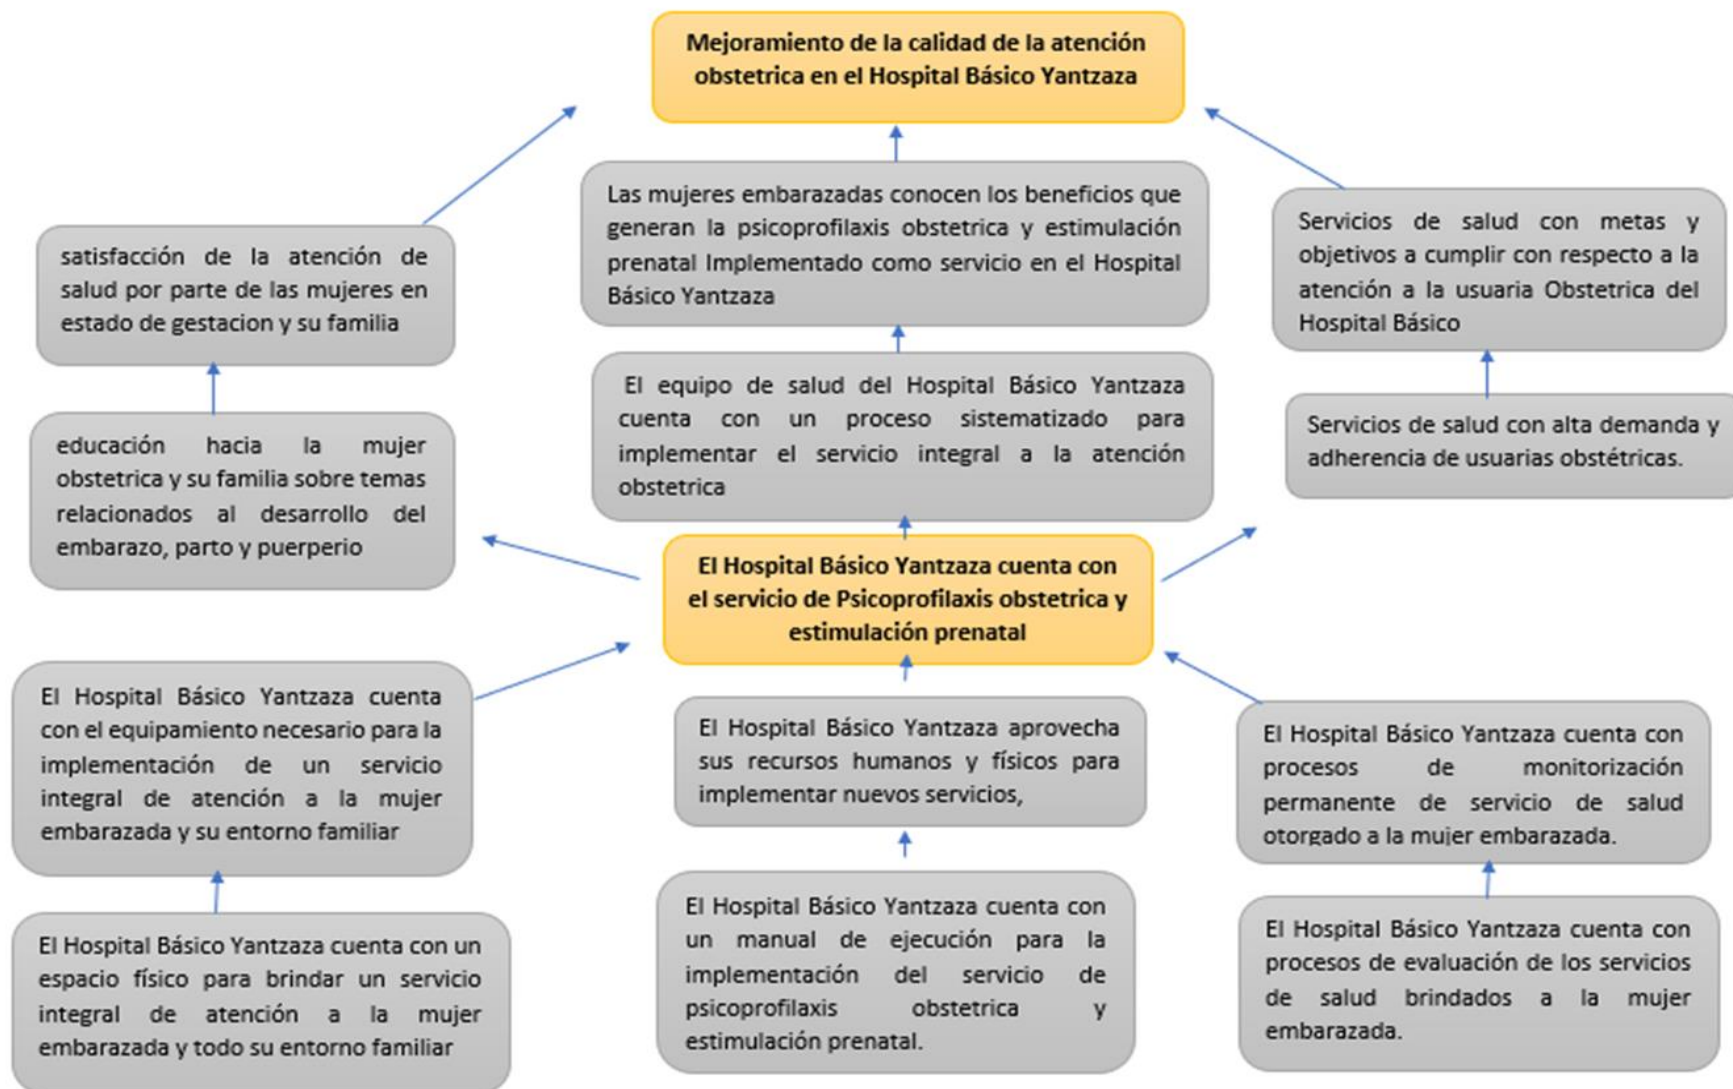 Mejoramiento de la calidad de la atención
obstetrica en el Hospital Básico Yantzaza
Las mujeres embarazadas conocen los beneficios que
generan la psicoprofilaxis obstetrica y estimulación
prenatal Implementado como servicio en el Hospital
Básico Yantzaza
Servicios de salud con metas y
objetivos a cumplir con respecto a la
atención a la usuaria Obstetrica del
Hospital Básico
satisfacción de la atención de
salud por parte de las mujeres en
estado de gestacion y su familia
El equipo de salud del Hospital Básico Yantzaza
cuenta con un proceso sistematizado para
implementar el servicio integral a la atención
obstetrica
Servicios de salud con alta demanda y
adherencia de usuarias obstétricas.
educación hacia la mujer
obstetrica y su familia sobre temas
relacionados al desarrollo del
embarazo, parto y puerperio
El Hospital Básico Yantzaza cuenta con
el servicio de Psicoprofilaxis obstetrica y
estimulación prenatal
El Hospital Básico Yantzaza cuenta
con el equipamiento necesario para la
implementación de un servicio
integral de atención a la mujer
embarazada y su entorno familiar
El Hospital Básico Yantzaza aprovecha
sus recursos humanos y físicos para
implementar nuevos servicios,
El Hospital Básico Yantzaza cuenta con
procesos de monitorización
permanente de servicio de salud
otorgado a la mujer embarazada.
El Hospital Básico Yantzaza cuenta con un
espacio físico para brindar un servicio
integral de atención a la mujer
embarazada y todo su entorno familiar
El Hospital Básico Yantzaza cuenta con
un manual de ejecución para la
implementación del servicio de
psicoprofilaxis obstetrica y
estimulación prenatal.
El Hospital Básico Yantzaza cuenta con
procesos de evaluación de los servicios
de salud brindados a la mujer
embarazada.